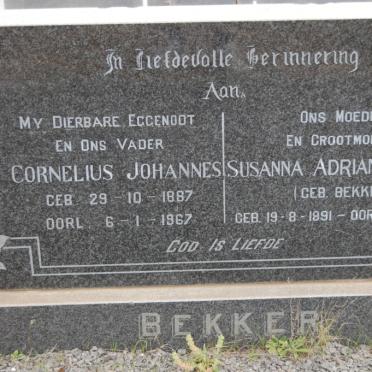 In Liefdevolle Herinnering
Aan
My Dierbare Eggenoot
En Ons Vader
Cornelius Johannes
Geb 29-10-1887
Oorl 6-1-1967
Ons Moede
En Grootmo
Susanna Adrian
(Geb. Bekk
Geb. 19-8-1891 - Oor
God Is Liefde
BEKKER